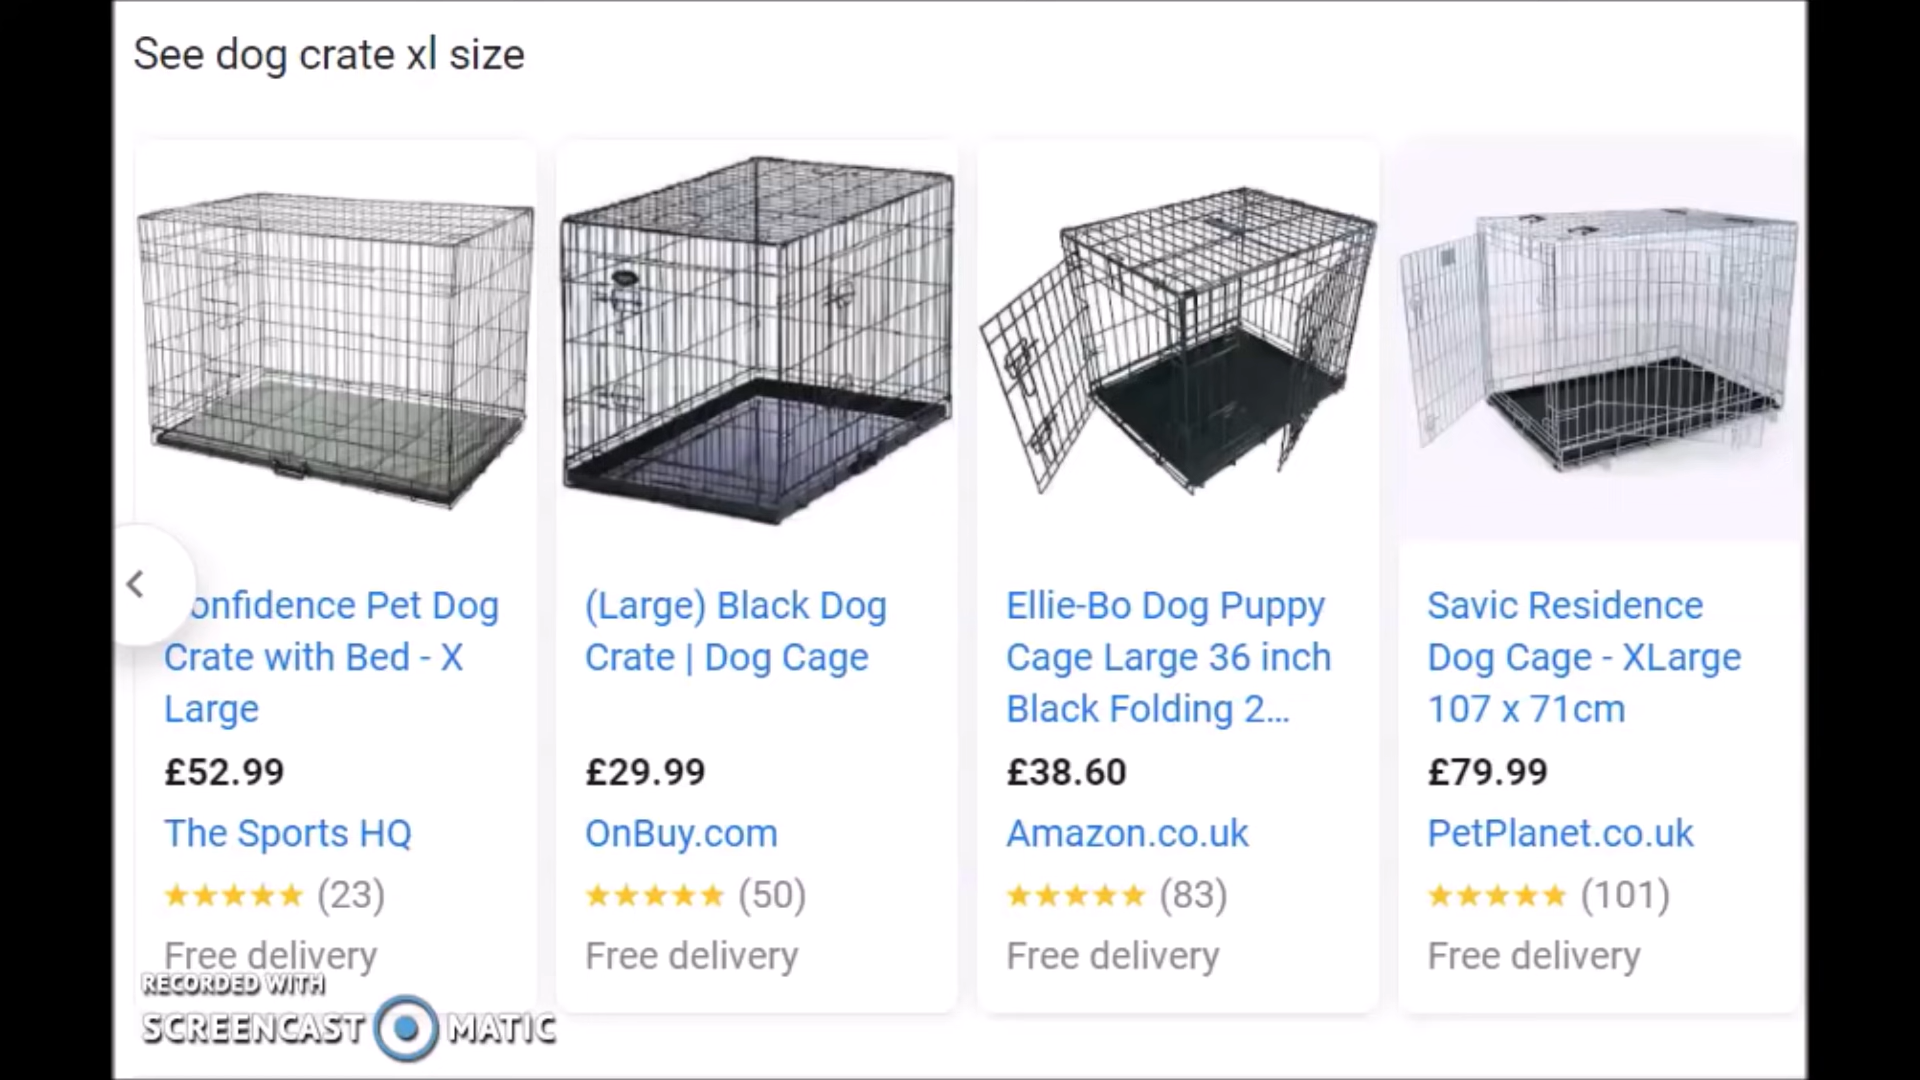 See dog crate xl size
onfidence Pet Dog
Crate with Bed - X
Large
£52.99
The Sports HQ
(23)
Free delivery
(Large) Black Dog
Crate | Dog Cage
£29.99
OnBuy.com
(50)
Free delivery
Ellie-Bo Dog Puppy
Cage Large 36 inch
Black Folding 2...
£38.60
Amazon.co.uk
(83)
Free delivery
Savic Residence
Dog Cage - XLarge
107 x 71cm
£79.99
PetPlanet.co.uk
(101)
Free delivery
RECORDED WITH
SCREENCAST MATIC